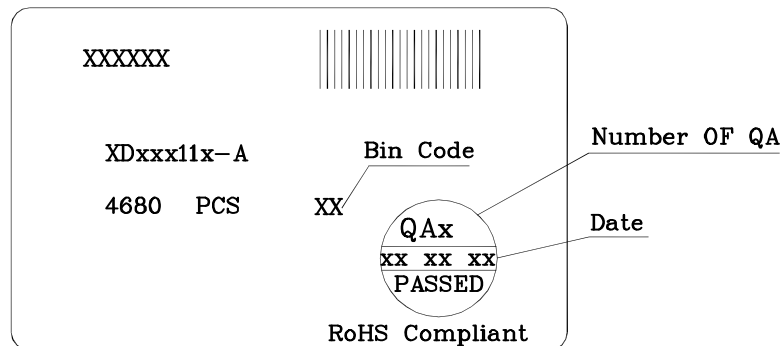 XXXXXX
XDxxx11x-A
Bin Code
Number OF QA
4680 PCS
XX
QAx
Date
xx xx xx
PASSED
RoHS Compliant